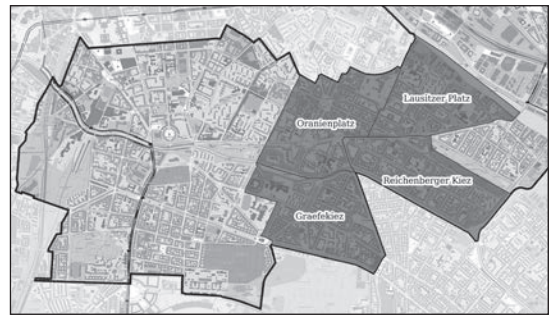 Lausitzer Platz
Oranienplatz
Reichenberger Kiez
Graefekiez